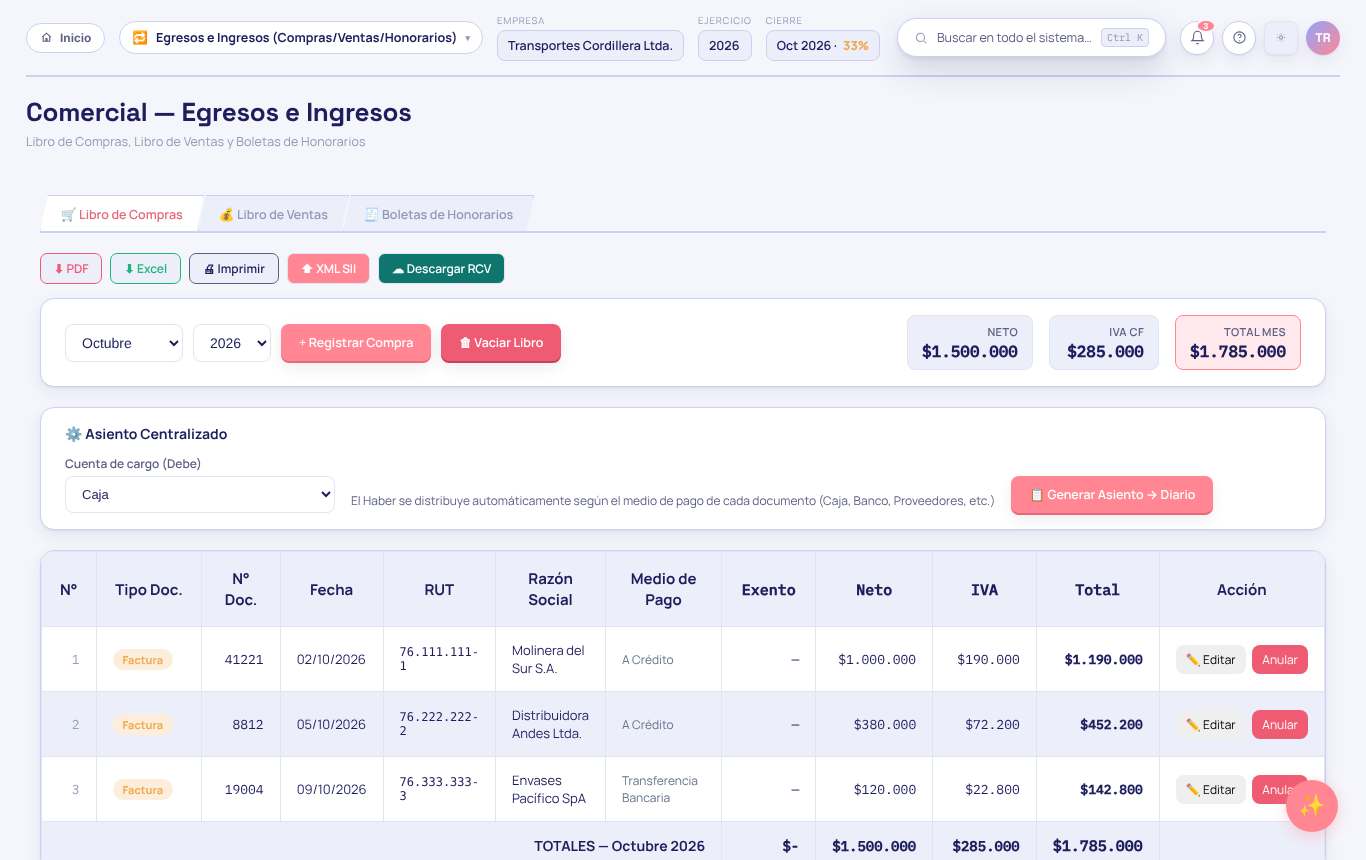 Inicio
Egresos e Ingresos (Compras/Ventas/Honorarios)
EMPRESA
Transportes Cordillera Ltda.
EJERCICIO
2026
CIERRE
Oct 2026 · 33%
Buscar en todo el sistema... Ctrl K
3
TR
Comercial — Egresos e Ingresos
Libro de Compras, Libro de Ventas y Boletas de Honorarios
Libro de Compras
Libro de Ventas
Boletas de Honorarios
PDF
Excel
Imprimir
XML SII
Descargar RCV
Octubre
2026
+ Registrar Compra
Vaciar Libro
NETO
$1.500.000
IVA CF
$285.000
TOTAL MES
$1.785.000
Asiento Centralizado
Cuenta de cargo (Debe)
Caja
El Haber se distribuye automáticamente según el medio de pago de cada documento (Caja, Banco, Proveedores, etc.)
Generar Asiento → Diario
N° Tipo Doc. N° Doc. Fecha RUT Razón Social Medio de Pago Exento Neto IVA Total Acción
1 Factura 41221 02/10/2026 76.111.111-1 Molinera del Sur S.A. A Crédito — $1.000.000 $190.000 $1.190.000 Editar Anular
2 Factura 8812 05/10/2026 76.222.222-2 Distribuidora Andes Ltda. A Crédito — $380.000 $72.200 $452.200 Editar Anular
3 Factura 19004 09/10/2026 76.333.333-3 Envases Pacífico SpA Transferencia Bancaria — $120.000 $22.800 $142.800 Editar Anular
TOTALES — Octubre 2026 $- $1.500.000 $285.000 $1.785.000